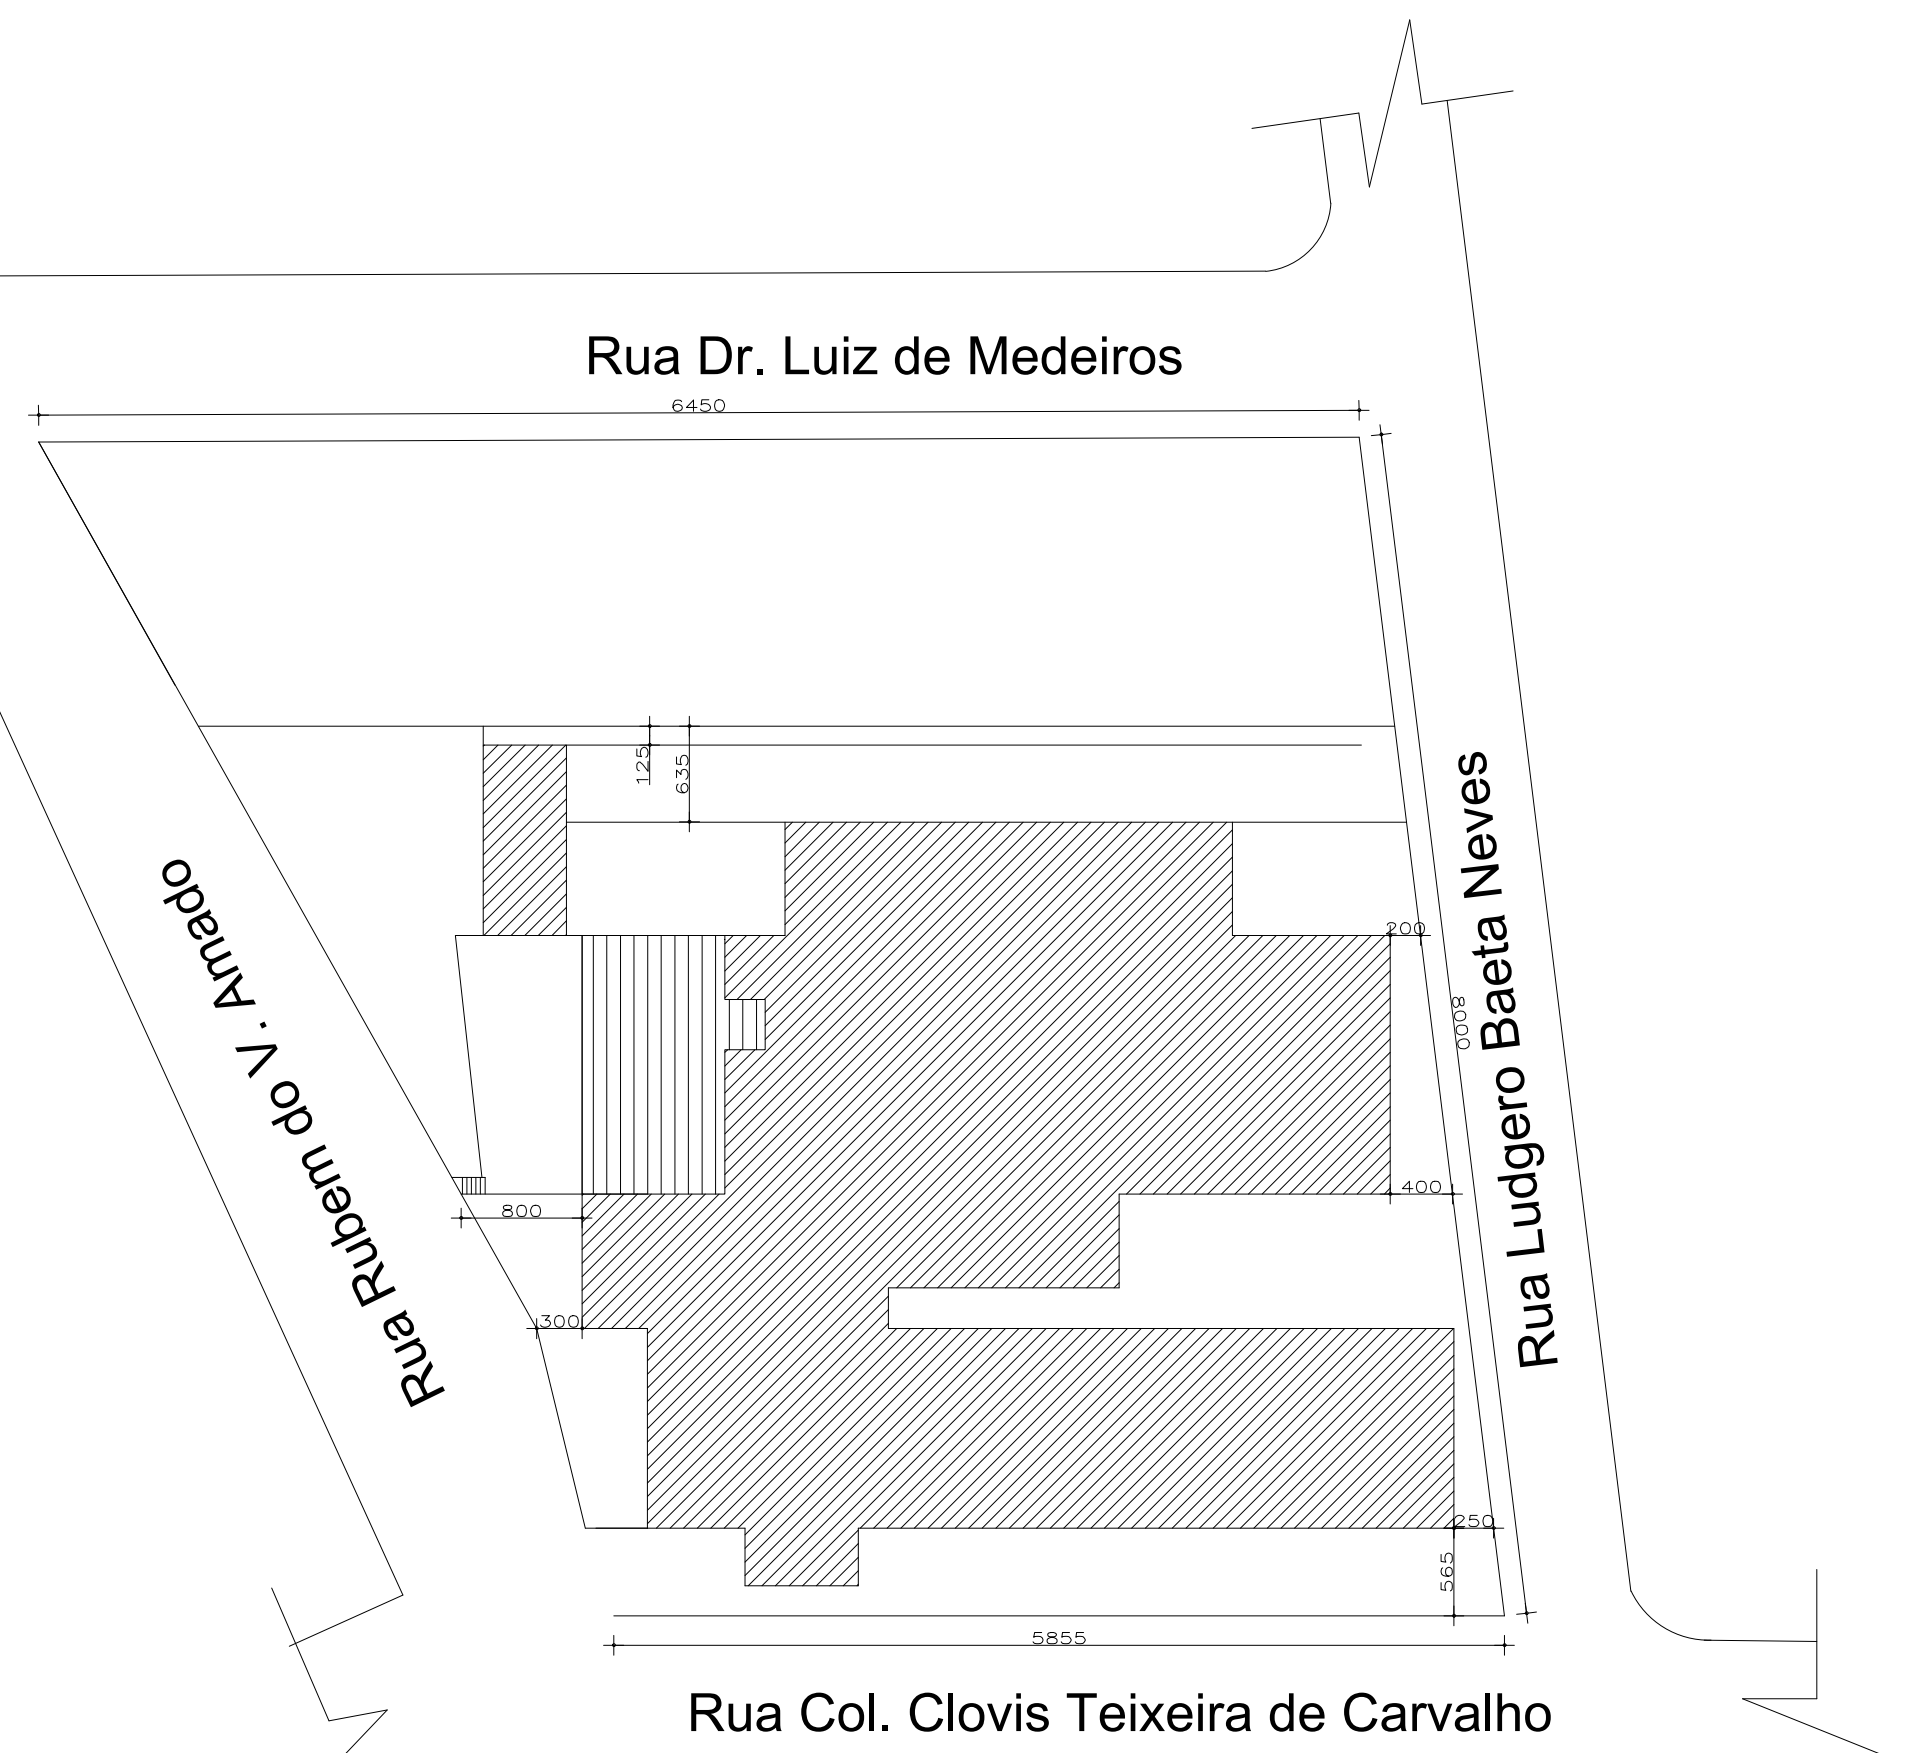 Rua Dr. Luiz de Medeiros
6450
125
635
Rua Rubem do V. Amado
200
8000
Rua Ludgero Baeta Neves
400
800
300
250
565
5855
Rua Col. Clovis Teixeira de Carvalho